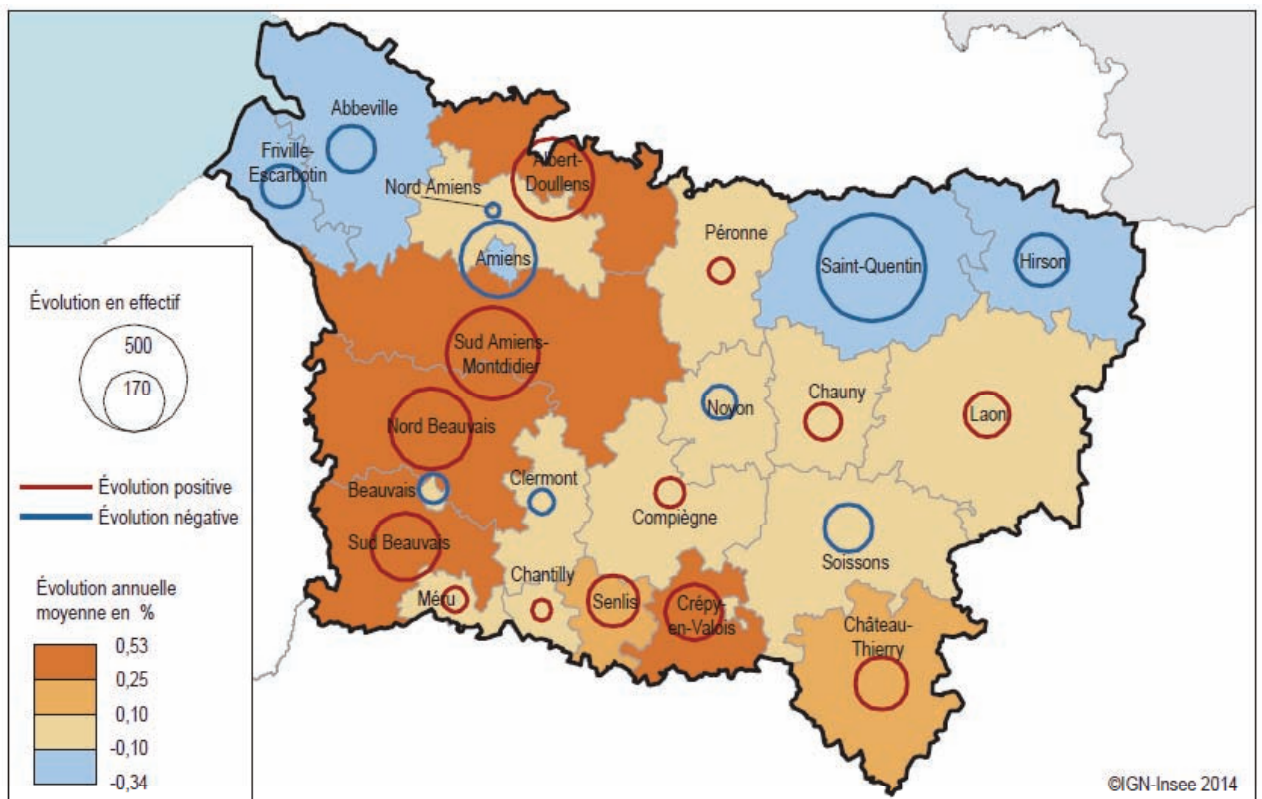 Abbeville
Friville-
Escarbotin
Albert-
Doullens
Nord Amiens
Amiens
Péronne
Saint-Quentin
Hirson
Sud Amiens-
Montdidier
Nord Beauvais
Noyon
Chauny
Laon
Beauvais
Clermont
Compiègne
Sud Beauvais
Soissons
Chantilly
Méru
Senlis
Crépy-
en-Valois
Château-
Thierry
Évolution en effectif
500
170
Évolution positive
Évolution négative
Évolution annuelle
moyenne en %
0,53
0,25
0,10
-0,10
-0,34
©IGN-Insee 2014